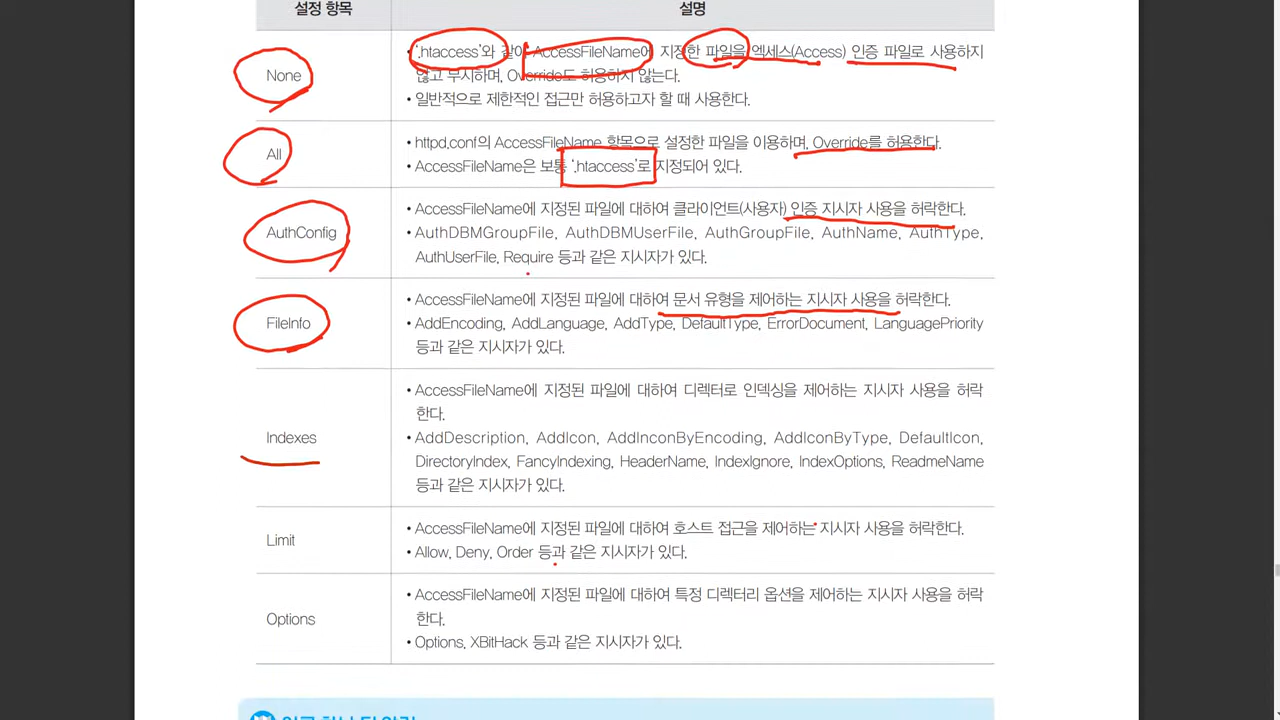 설정 항목 설명
None
• '.htaccess'와 같이 AccessFileName에 지정한 파일을 엑세스(Access) 인증 파일로 사용하지
않고 무시하며, Override도 허용하지 않는다.
• 일반적으로 제한적인 접근만 허용하고자 할 때 사용한다.
All
• httpd.conf의 AccessFileName 항목으로 설정한 파일을 이용하며, Override를 허용한다.
• AccessFileName은 보통 '.htaccess'로 지정되어 있다.
AuthConfig
• AccessFileName에 지정된 파일에 대하여 클라이언트(사용자) 인증 지시자 사용을 허락한다.
• AuthDBMGroupFile, AuthDBMUserFile, AuthGroupFile, AuthName, AuthType,
AuthUserFile, Require 등과 같은 지시자가 있다.
FileInfo
• AccessFileName에 지정된 파일에 대하여 문서 유형을 제어하는 지시자 사용을 허락한다.
• AddEncoding, AddLanguage, AddType, DefaultType, ErrorDocument, LanguagePriority
등과 같은 지시자가 있다.
Indexes
• AccessFileName에 지정된 파일에 대하여 디렉터로 인덱싱을 제어하는 지시자 사용을 허락
한다.
• AddDescription, AddIcon, AddInconByEncoding, AddIconByType, DefaultIcon,
DirectoryIndex, FancyIndexing, HeaderName, IndexIgnore, IndexOptions, ReadmeName
등과 같은 지시자가 있다.
Limit
• AccessFileName에 지정된 파일에 대하여 호스트 접근을 제어하는 지시자 사용을 허락한다.
• Allow, Deny, Order 등과 같은 지시자가 있다.
Options
• AccessFileName에 지정된 파일에 대하여 특정 디렉터리 옵션을 제어하는 지시자 사용을 허락
한다.
• Options, XBitHack 등과 같은 지시자가 있다.